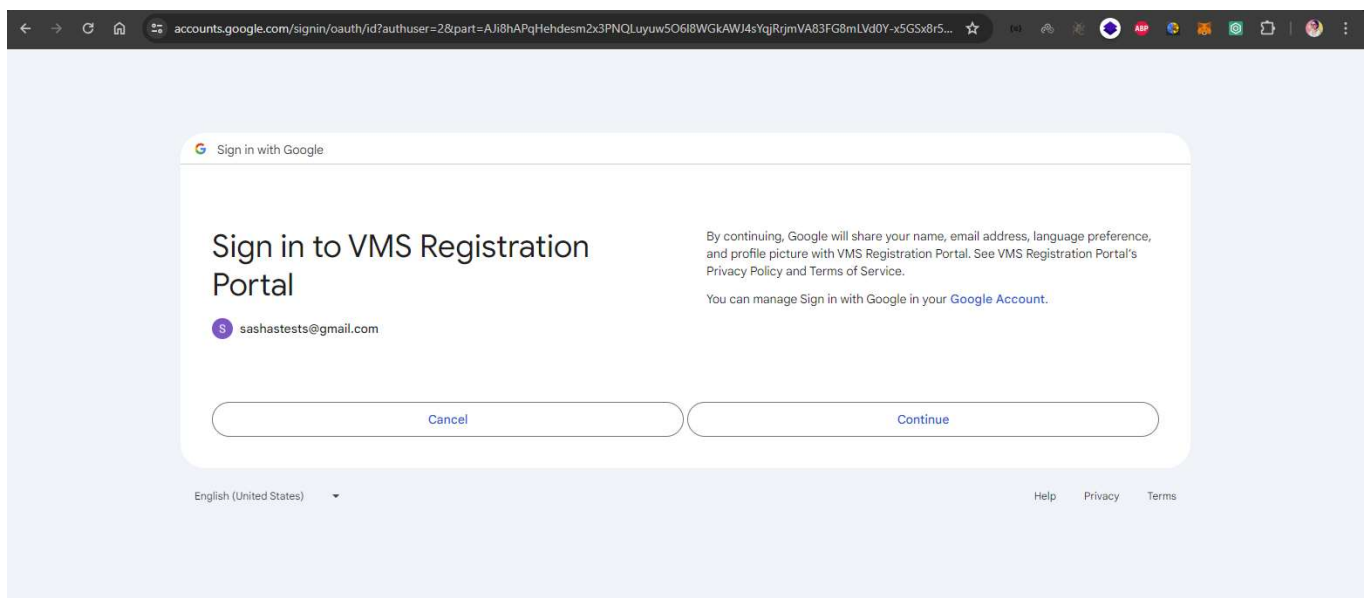 accounts.google.com/signin/oauth/id?authuser=2&part=AJi8hAPqHehdesm2x3PNQLuyuw5O6I8WGkAWJ4sYqjRrjmVA83FG8mLVd0Y-x5GSx8r5...
ABP
Sign in with Google
Sign in to VMS Registration
Portal
S sashastests@gmail.com
By continuing, Google will share your name, email address, language preference,
and profile picture with VMS Registration Portal. See VMS Registration Portal's
Privacy Policy and Terms of Service.
You can manage Sign in with Google in your Google Account.
Cancel
Continue
English (United States)
Help Privacy Terms